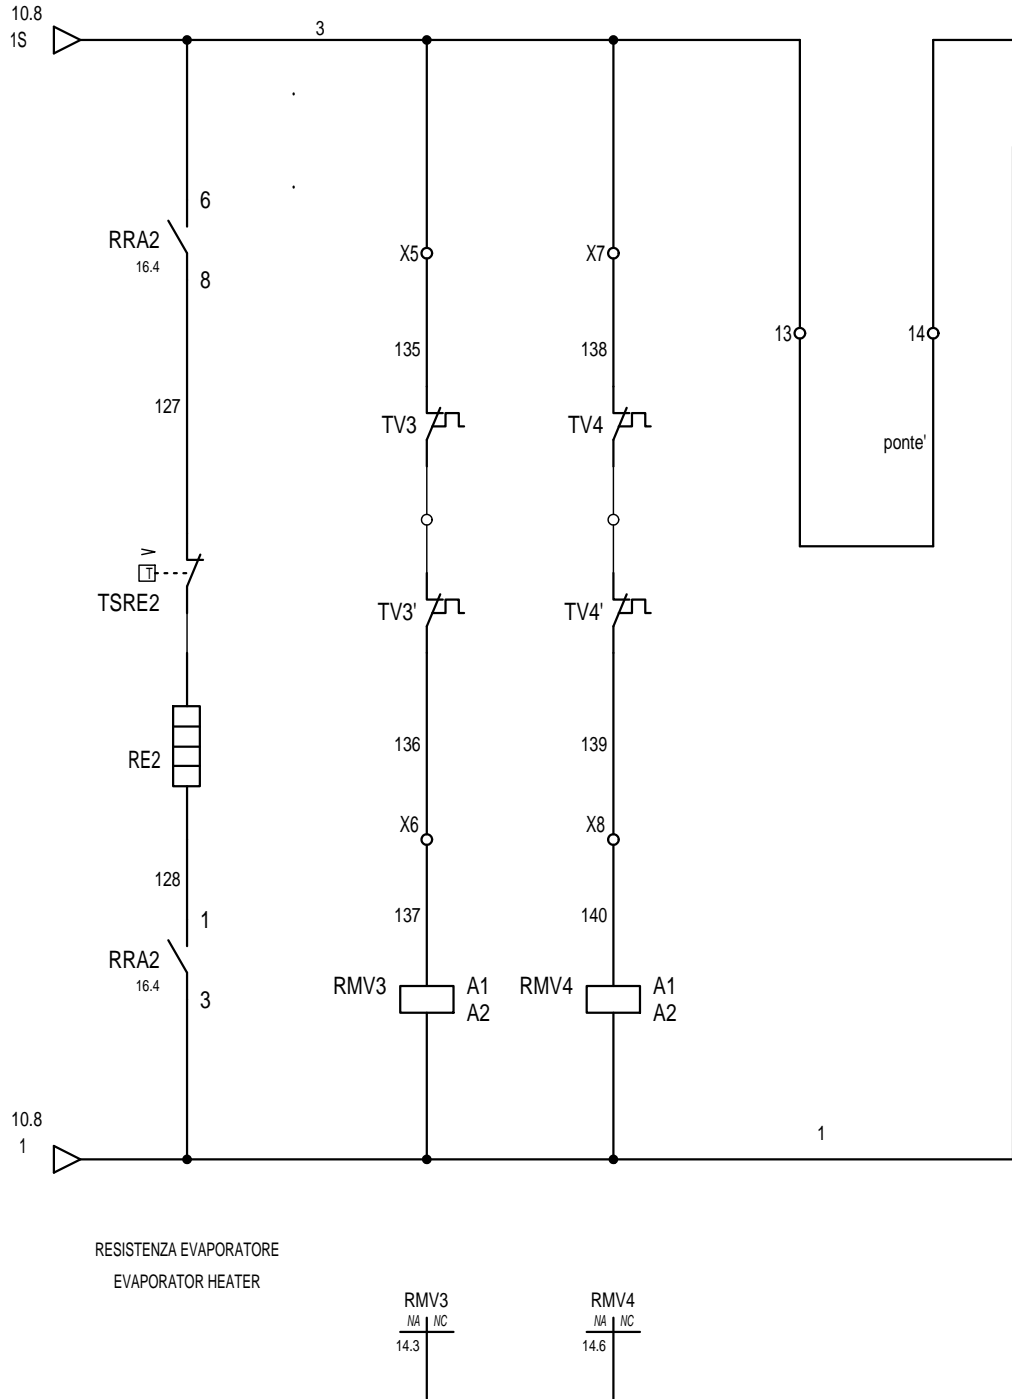 10.8
1S
3
6
RRA2
16.4
8
X5
X7
13
14
135
138
127
TV3
TV4
ponte'
V
T
TSRE2
TV3'
TV4'
RE2
136
139
X6
X8
128
1
137
140
RRA2
16.4
3
RMV3
A1
A2
RMV4
A1
A2
10.8
1
1
RESISTENZA EVAPORATORE
EVAPORATOR HEATER
RMV3
NA NC
14.3
RMV4
NA NC
14.6